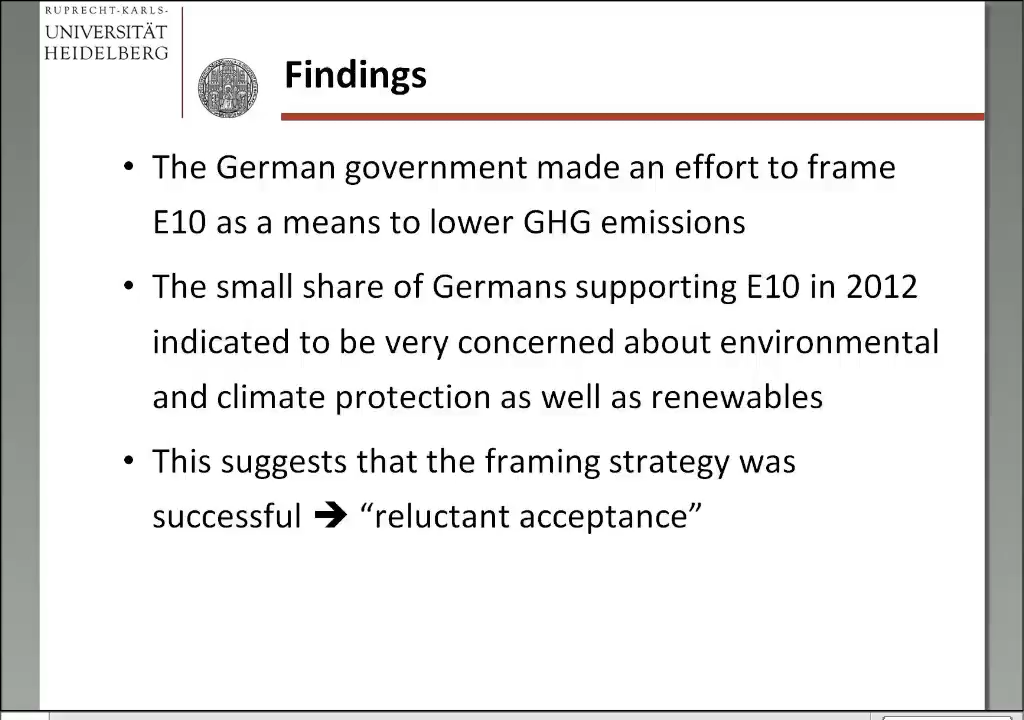 RUPRECHT-KARLS-
UNIVERSITÄT
HEIDELBERG
Findings
• The German government made an effort to frame
E10 as a means to lower GHG emissions
• The small share of Germans supporting E10 in 2012
indicated to be very concerned about environmental
and climate protection as well as renewables
• This suggests that the framing strategy was
successful ➔ “reluctant acceptance”